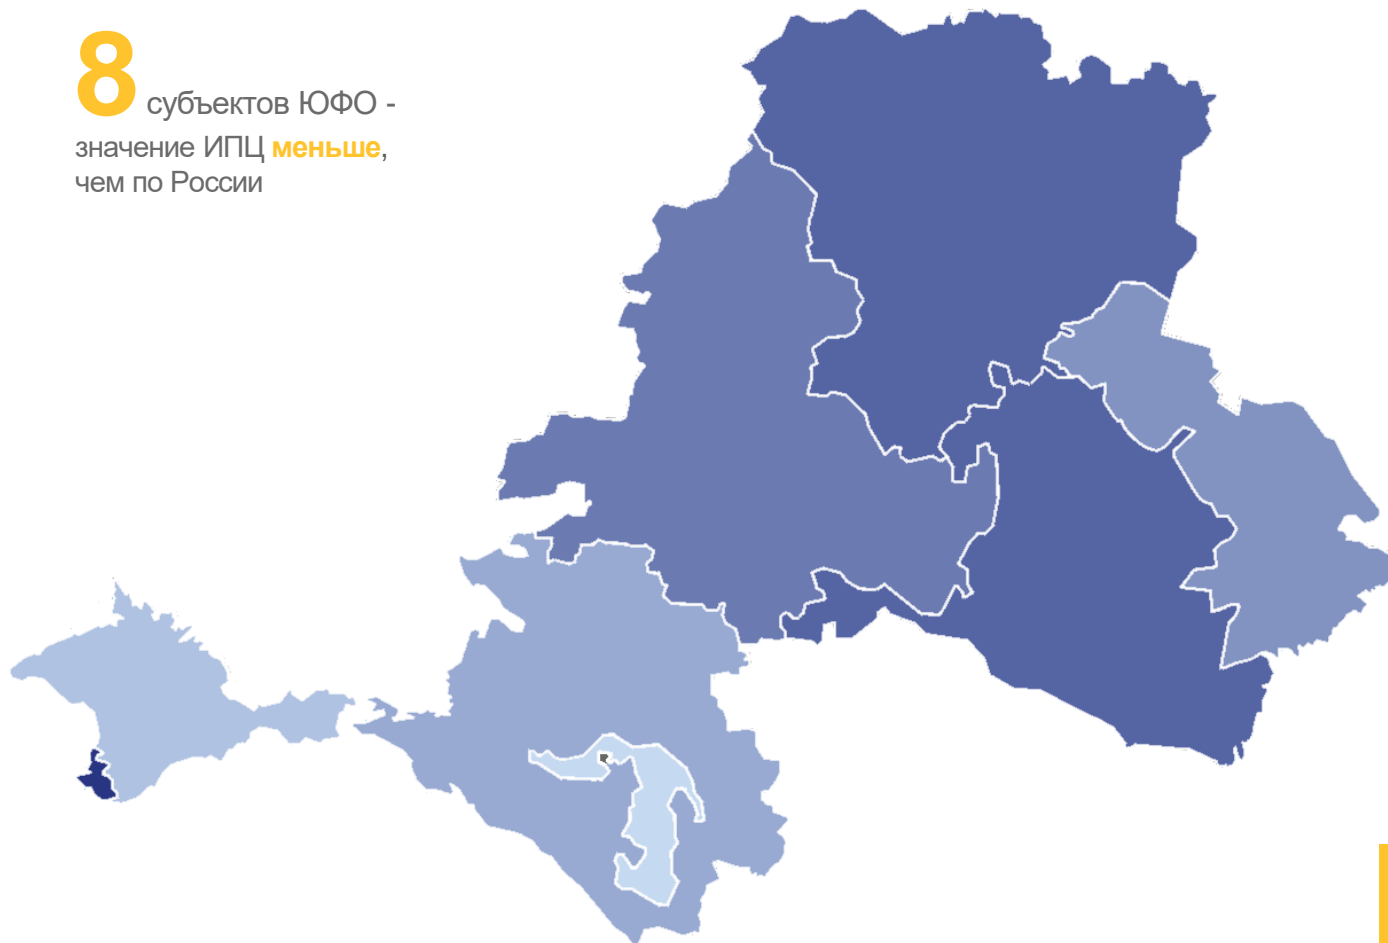 8 субъектов ЮФО -
значение ИПЦ меньше,
чем по России